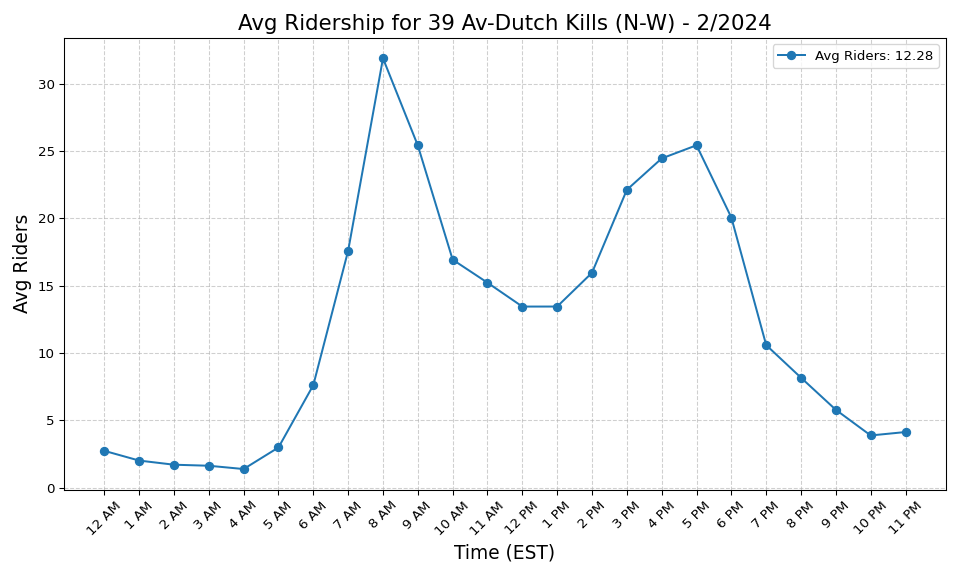 Avg Ridership for 39 Av-Dutch Kills (N-W) - 2/2024
Avg Riders: 12.28
30
25
20
15
10
5
0
Avg Riders
12 AM
1 AM
2 AM
3 AM
4 AM
5 AM
6 AM
7 AM
8 AM
9 AM
10 AM
11 AM
12 PM
1 PM
2 PM
3 PM
4 PM
5 PM
6 PM
7 PM
8 PM
9 PM
10 PM
11 PM
Time (EST)